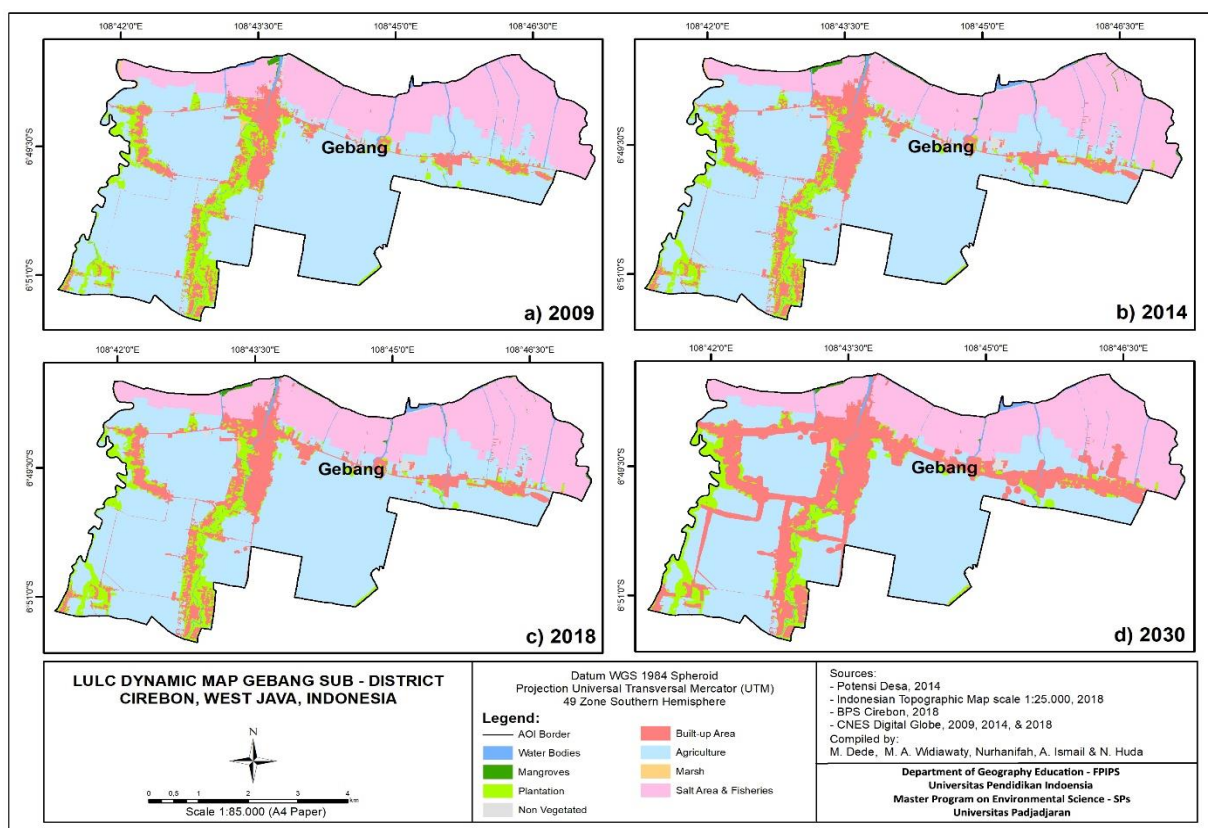 108°42'0"E 108°43'30"E 108°45'0"E 108°46'30"E
108°42'0"E 108°43'30"E 108°45'0"E 108°46'30"E
6°49'30"S
6°51'0"S
Gebang
a) 2009
6°49'30"S
6°51'0"S
Gebang
b) 2014
108°42'0"E 108°43'30"E 108°45'0"E 108°46'30"E
108°42'0"E 108°43'30"E 108°45'0"E 108°46'30"E
6°49'30"S
6°51'0"S
Gebang
c) 2018
6°49'30"S
6°51'0"S
Gebang
d) 2030
LULC DYNAMIC MAP GEBANG SUB - DISTRICT
CIREBON, WEST JAVA, INDONESIA
N
0 0,5 1 2 3 4
km
Scale 1:85.000 (A4 Paper)
Datum WGS 1984 Spheroid
Projection Universal Transversal Mercator (UTM)
49 Zone Southern Hemisphere
Legend:
AOI Border
Water Bodies
Mangroves
Plantation
Non Vegetated
Built-up Area
Agriculture
Marsh
Salt Area & Fisheries
Sources:
- Potensi Desa, 2014
- Indonesian Topographic Map scale 1:25.000, 2018
- BPS Cirebon, 2018
- CNES Digital Globe, 2009, 2014, & 2018
Compiled by:
M. Dede, M. A. Widiawaty, Nurhanifah, A. Ismail & N. Huda
Department of Geography Education - FPIPS
Universitas Pendidikan Indoensia
Master Program on Environmental Science - SPs
Universitas Padjadjaran